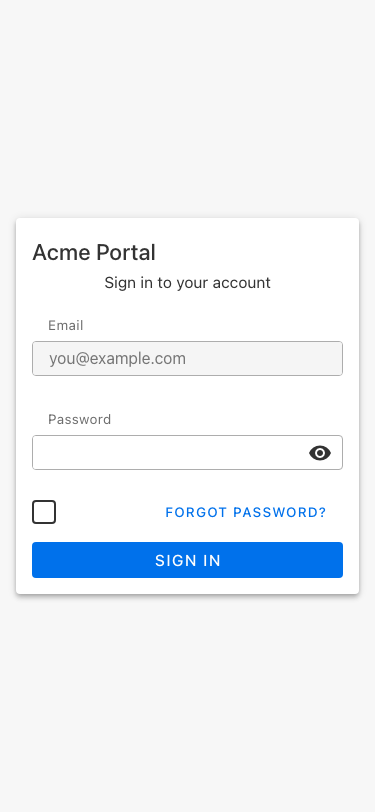 Acme Portal
Sign in to your account
Email
you@example.com
Password
FORGOT PASSWORD?
SIGN IN